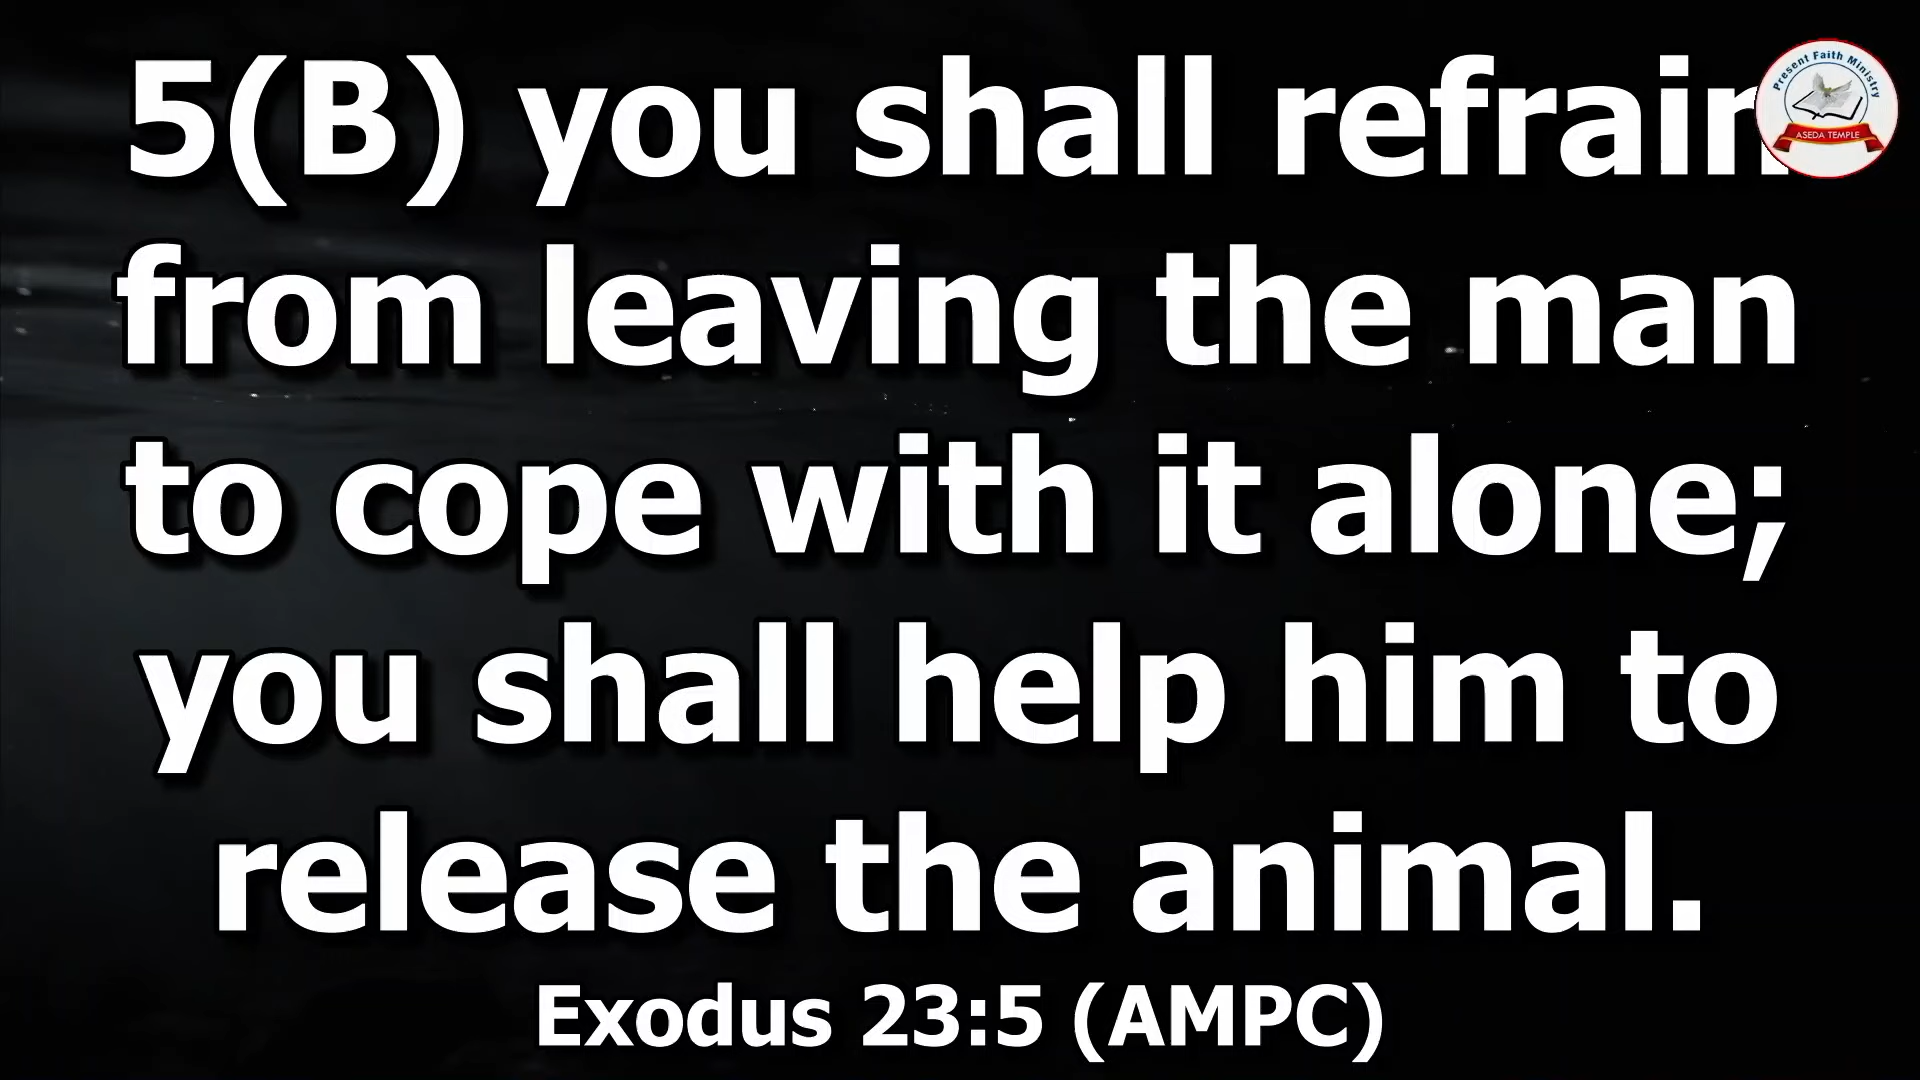 5(B) you shall refrain
from leaving the man
to cope with it alone;
you shall help him to
release the animal.
Exodus 23:5 (AMPC)
Present Faith Ministry
ASEDA TEMPLE